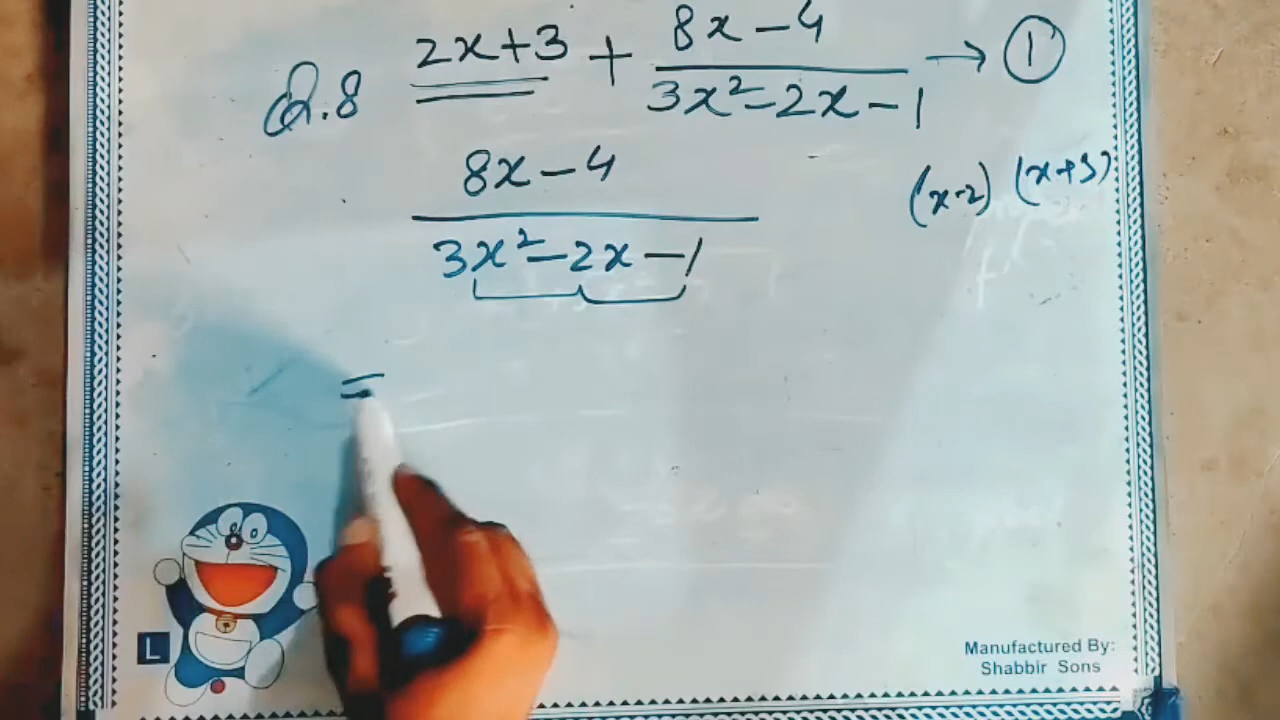 Q.8 2x+3 + 8x-4 / 3x²-2x-1 → ①
8x-4 / 3x²-2x-1
(x-2) (x+3)
=
L
Manufactured By:
Shabbir Sons